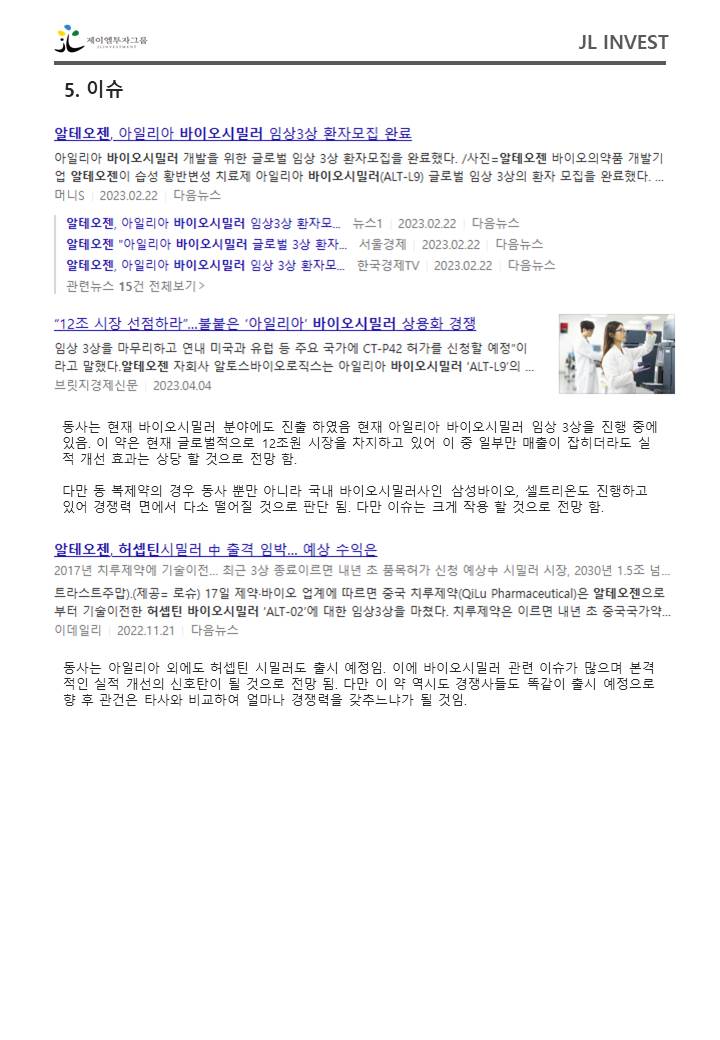 제이엘투자그룹
JLINVESTMENT
JL INVEST
5. 이슈
알테오젠, 아일리아 바이오시밀러 임상3상 환자모집 완료
아일리아 바이오시밀러 개발을 위한 글로벌 임상 3상 환자모집을 완료했다. /사진=알테오젠 바이오의약품 개발기
업 알테오젠이 습성 황반변성 치료제 아일리아 바이오시밀러(ALT-L9) 글로벌 임상 3상의 환자 모집을 완료했다. ...
머니S | 2023.02.22 | 다음뉴스
알테오젠, 아일리아 바이오시밀러 임상3상 환자모... 뉴스1 | 2023.02.22 | 다음뉴스
알테오젠 "아일리아 바이오시밀러 글로벌 3상 환자... 서울경제 | 2023.02.22 | 다음뉴스
알테오젠, 아일리아 바이오시밀러 임상 3상 환자모... 한국경제TV | 2023.02.22 | 다음뉴스
관련뉴스 15건 전체보기 >
“12조 시장 선점하라”...불붙은 ‘아일리아’ 바이오시밀러 상용화 경쟁
임상 3상을 마무리하고 연내 미국과 유럽 등 주요 국가에 CT-P42 허가를 신청할 예정”이
라고 말했다.알테오젠 자회사 알토스바이오로직스는 아일리아 바이오시밀러 ‘ALT-L9’의 ...
브릿지경제신문 | 2023.04.04
동사는 현재 바이오시밀러 분야에도 진출 하였음 현재 아일리아 바이오시밀러 임상 3상을 진행 중에
있음. 이 약은 현재 글로벌적으로 12조원 시장을 차지하고 있어 이 중 일부만 매출이 잡히더라도 실
적 개선 효과는 상당 할 것으로 전망 함.
다만 동 복제약의 경우 동사 뿐만 아니라 국내 바이오시밀러사인 삼성바이오, 셀트리온도 진행하고
있어 경쟁력 면에서 다소 떨어질 것으로 판단 됨. 다만 이슈는 크게 작용 할 것으로 전망 함.
알테오젠, 허셉틴시밀러 中 출격 임박... 예상 수익은
2017년 치루제약에 기술이전... 최근 3상 종료이르면 내년 초 품목허가 신청 예상中 시밀러 시장, 2030년 1.5조 넘...
트라스트주맙).(제공= 로슈) 17일 제약·바이오 업계에 따르면 중국 치루제약(QiLu Pharmaceutical)은 알테오젠으로
부터 기술이전한 허셉틴 바이오시밀러 ‘ALT-02’에 대한 임상3상을 마쳤다. 치루제약은 이르면 내년 초 중국국가약...
이데일리 | 2022.11.21 | 다음뉴스
동사는 아일리아 외에도 허셉틴 시밀러도 출시 예정임. 이에 바이오시밀러 관련 이슈가 많으며 본격
적인 실적 개선의 신호탄이 될 것으로 전망 됨. 다만 이 약 역시도 경쟁사들도 똑같이 출시 예정으로
향 후 관건은 타사와 비교하여 얼마나 경쟁력을 갖추느냐가 될 것임.